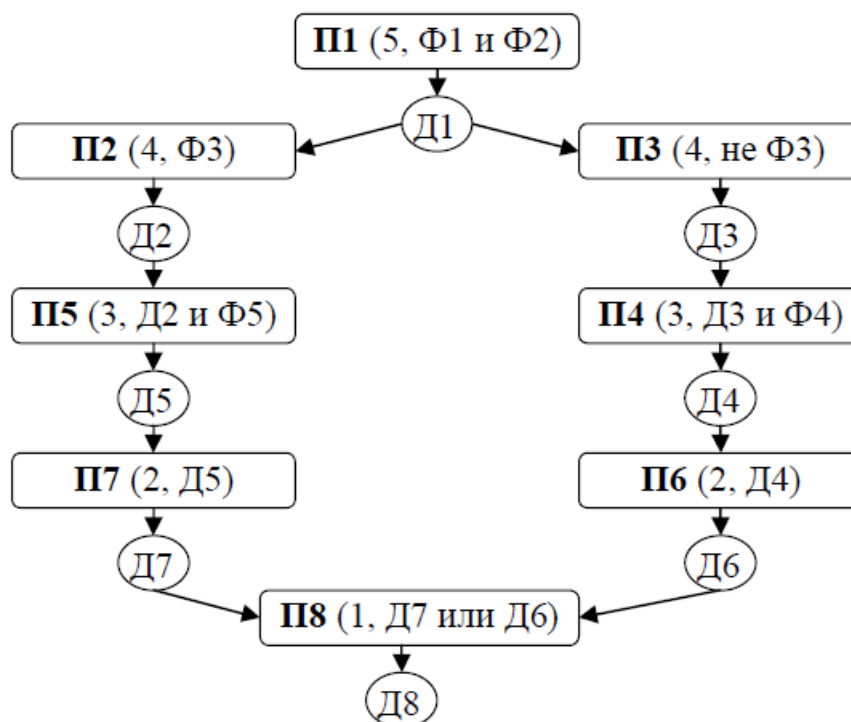 П1 (5, Ф1 и Ф2)
Д1
П2 (4, Ф3)
П3 (4, не Ф3)
Д2
Д3
П5 (3, Д2 и Ф5)
П4 (3, Д3 и Ф4)
Д5
Д4
П7 (2, Д5)
П6 (2, Д4)
Д7
Д6
П8 (1, Д7 или Д6)
Д8